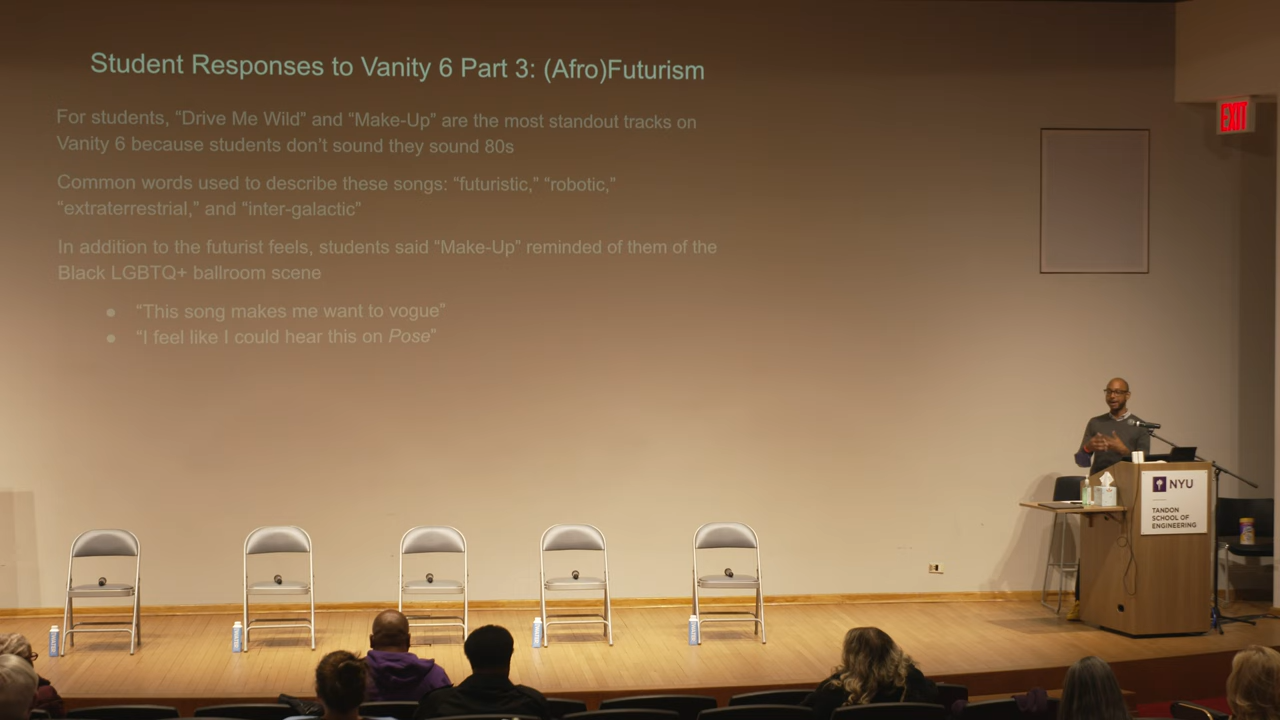 Student Responses to Vanity 6 Part 3: (Afro)Futurism
For students, “Drive Me Wild” and “Make-Up” are the most standout tracks on
Vanity 6 because students don’t sound they sound 80s
Common words used to describe these songs: “futuristic,” “robotic,”
“extraterrestrial,” and “inter-galactic”
In addition to the futurist feels, students said “Make-Up” reminded of them of the
Black LGBTQ+ ballroom scene
● “This song makes me want to vogue”
● “I feel like I could hear this on Pose”
EXIT
NYU
TANDON
SCHOOL OF
ENGINEERING